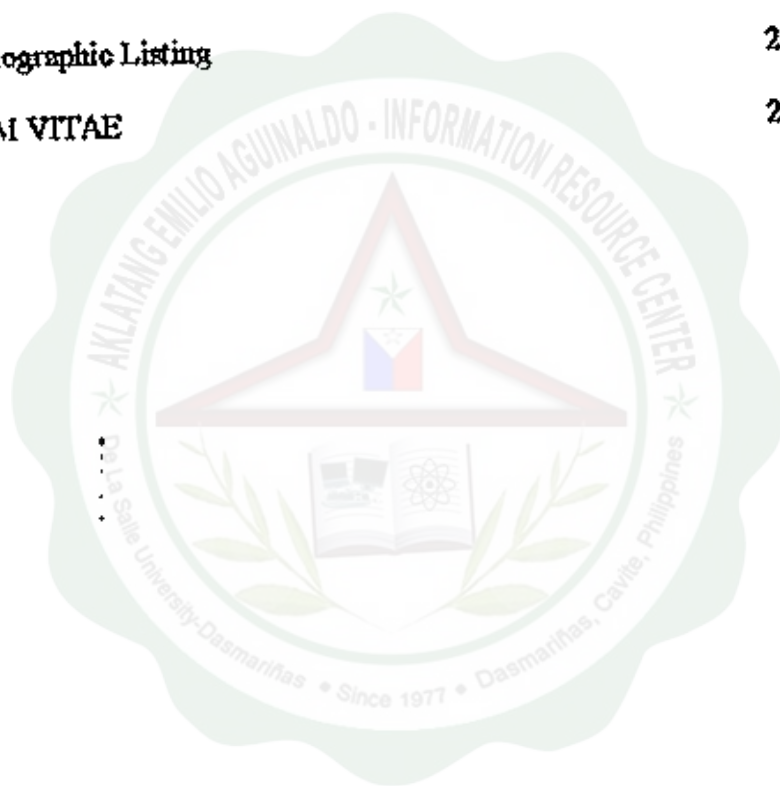 ographic Listing 2
VITAE 2
AKLATANG EMILIO AGUINALDO - INFORMATION RESOURCE CENTER
De La Salle University-Dasmariñas • Since 1977 • Dasmariñas, Cavite, Philippines